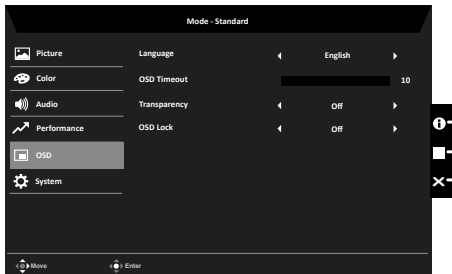 Mode - Standard
Picture
Language English
Color
OSD Timeout 10
Audio
Transparency Off
Performance
OSD Lock Off
OSD
System
Move Enter